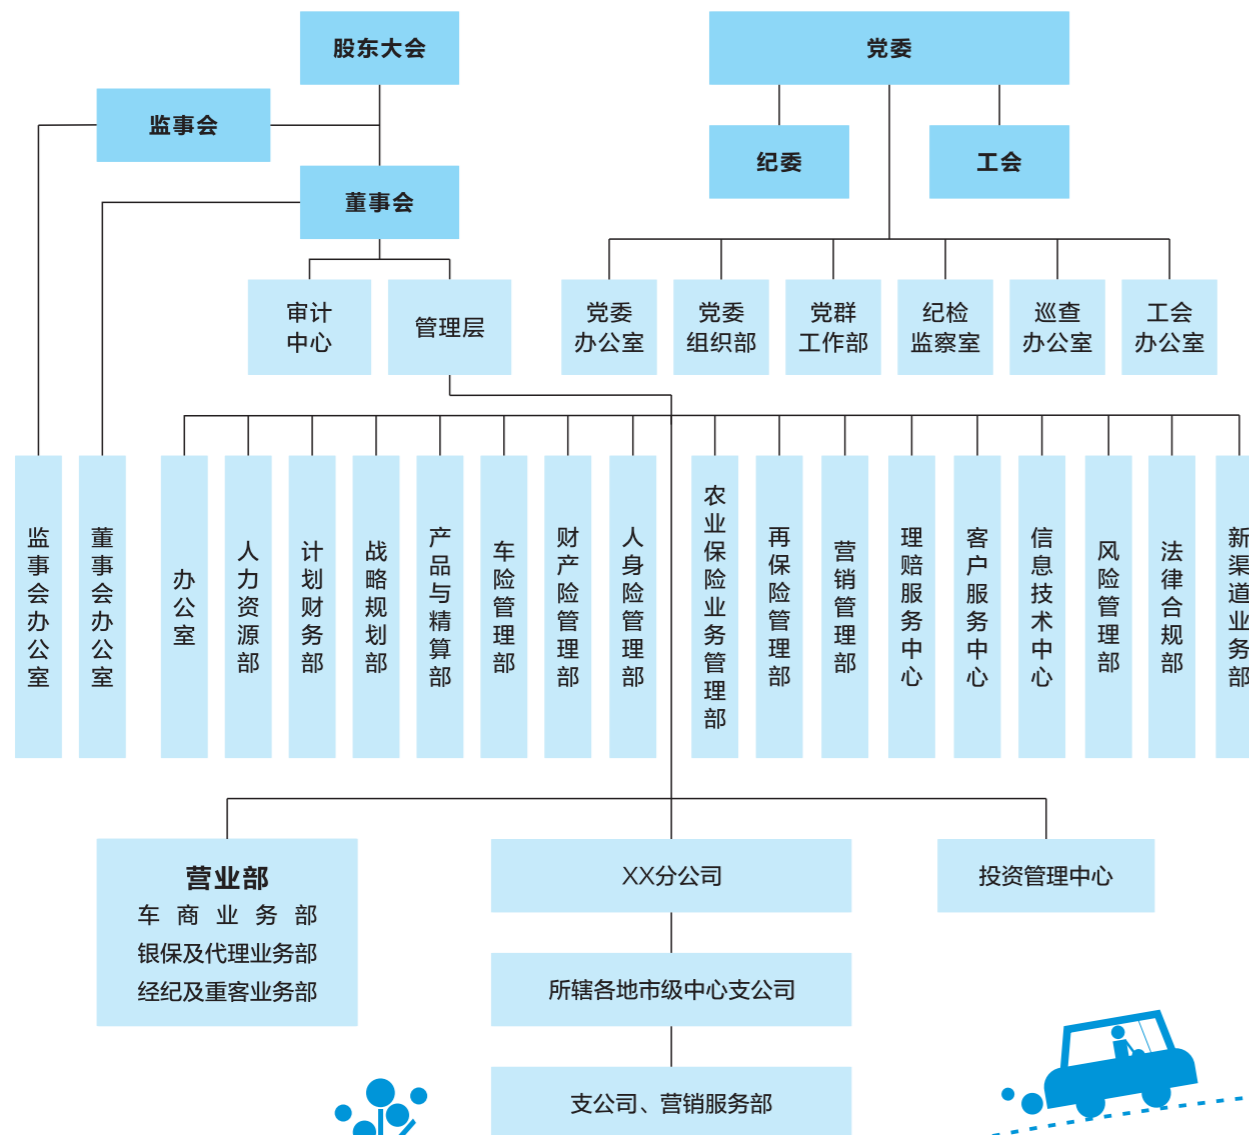 股东大会
党委
监事会
纪委
工会
董事会
审计
中心
管理层
党委
办公室
党委
组织部
党群
工作部
纪检
监察室
巡查
办公室
工会
办公室
监事会办公室
董事会办公室
办公室
人力资源部
计划财务部
战略规划部
产品与精算部
车险管理部
财产险管理部
人身险管理部
农业保险业务管理部
再保险管理部
营销管理部
理赔服务中心
客户服务中心
信息技术中心
风险管理部
法律合规部
新渠道业务部
营业部
车商业务部
银保及代理业务部
经纪及重客业务部
XX分公司
投资管理中心
所辖各地市级中心支公司
支公司、营销服务部